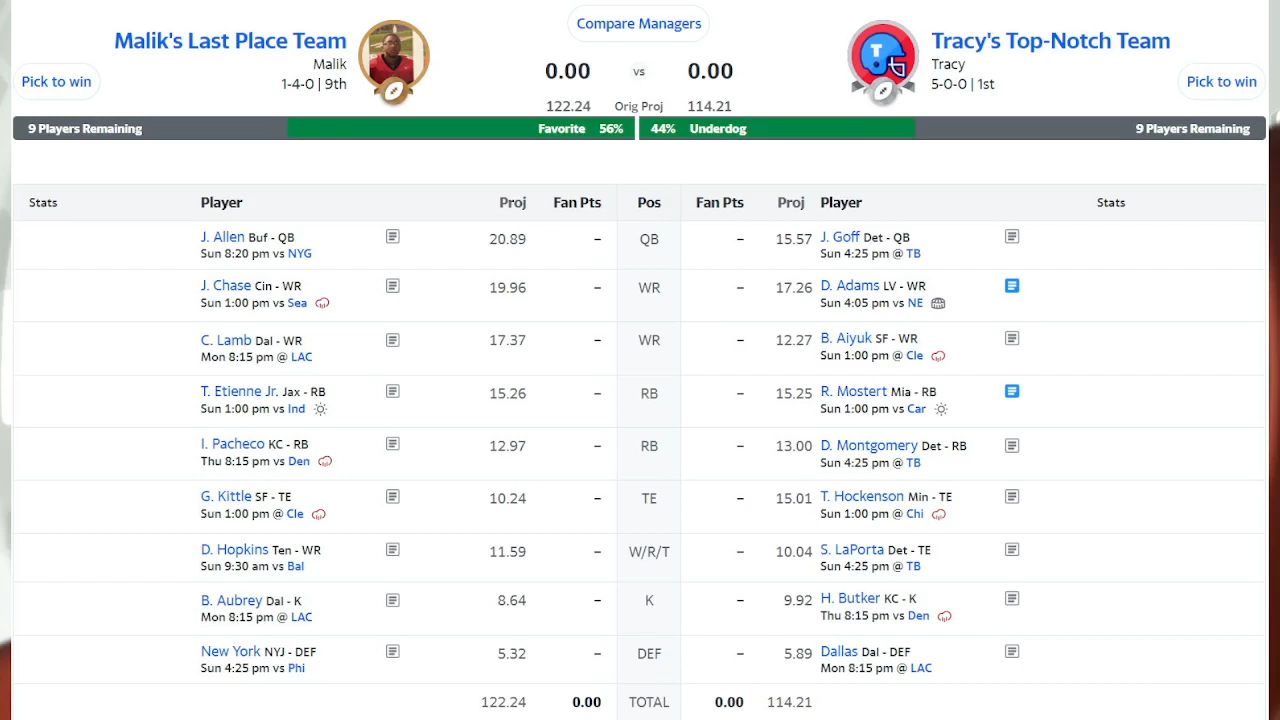 Compare Managers
Malik's Last Place Team
Malik
1-4-0 | 9th
Pick to win
0.00 vs 0.00
122.24 Orig Proj 114.21
Tracy's Top-Notch Team
Tracy
5-0-0 | 1st
Pick to win
T
9 Players Remaining Favorite 56% 44% Underdog 9 Players Remaining
Stats Player Proj Fan Pts Pos Fan Pts Proj Player Stats
J. Allen Buf - QB 20.89 – QB – 15.57 J. Goff Det - QB
Sun 8:20 pm vs NYG Sun 4:25 pm @ TB
J. Chase Cin - WR 19.96 – WR – 17.26 D. Adams LV - WR
Sun 1:00 pm vs Sea Sun 4:05 pm vs NE
C. Lamb Dal - WR 17.37 – WR – 12.27 B. Aiyuk SF - WR
Mon 8:15 pm @ LAC Sun 1:00 pm @ Cle
T. Etienne Jr. Jax - RB 15.26 – RB – 15.25 R. Mostert Mia - RB
Sun 1:00 pm vs Ind Sun 1:00 pm vs Car
I. Pacheco KC - RB 12.97 – RB – 13.00 D. Montgomery Det - RB
Thu 8:15 pm vs Den Sun 4:25 pm @ TB
G. Kittle SF - TE 10.24 – TE – 15.01 T. Hockenson Min - TE
Sun 1:00 pm @ Cle Sun 1:00 pm @ Chi
D. Hopkins Ten - WR 11.59 – W/R/T – 10.04 S. LaPorta Det - TE
Sun 9:30 am vs Bal Sun 4:25 pm @ TB
B. Aubrey Dal - K 8.64 – K – 9.92 H. Butker KC - K
Mon 8:15 pm @ LAC Thu 8:15 pm vs Den
New York NYJ - DEF 5.32 – DEF – 5.89 Dallas Dal - DEF
Sun 4:25 pm vs Phi Mon 8:15 pm @ LAC
122.24 0.00 TOTAL 0.00 114.21